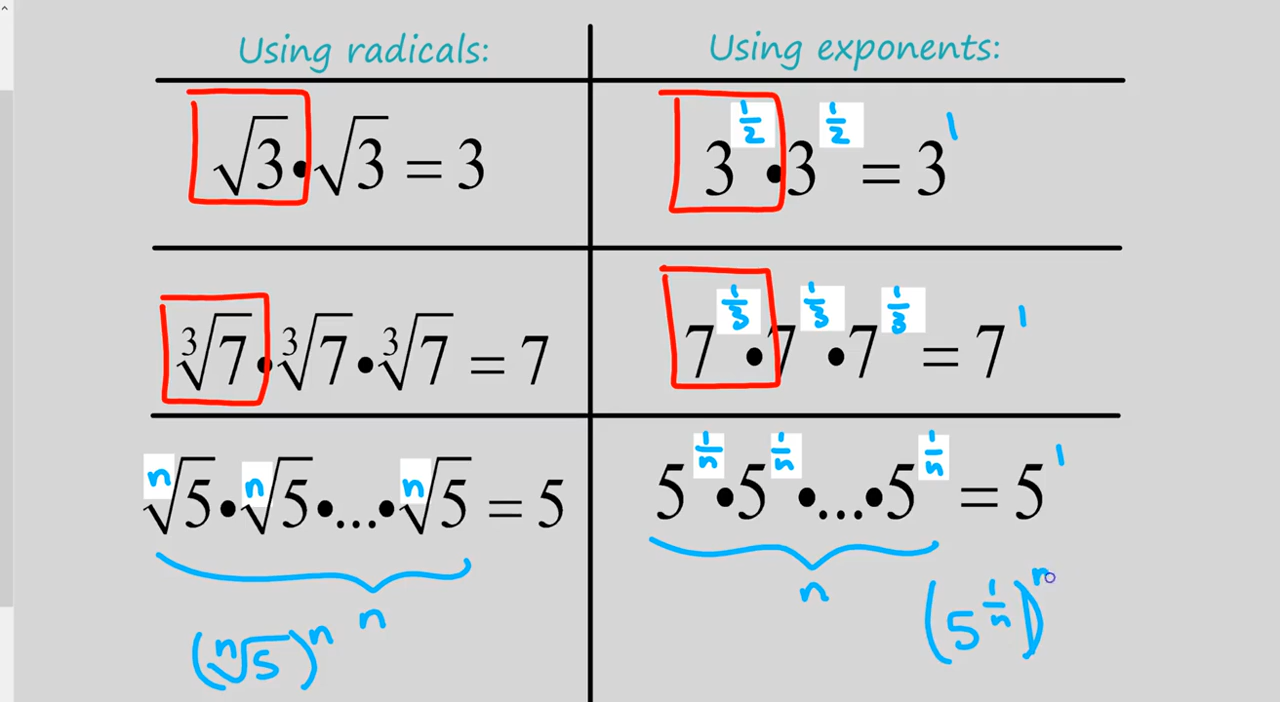 Using radicals: Using exponents:
√3 • √3 = 3
3^(1/2) • 3^(1/2) = 3^1
∛7 • ∛7 • ∛7 = 7
7^(1/3) • 7^(1/3) • 7^(1/3) = 7^1
ⁿ√5 • ⁿ√5 • ... • ⁿ√5 = 5
5^(1/n) • 5^(1/n) • ... • 5^(1/n) = 5^1
n
n
(ⁿ√5)^n
(5^(1/n))^n